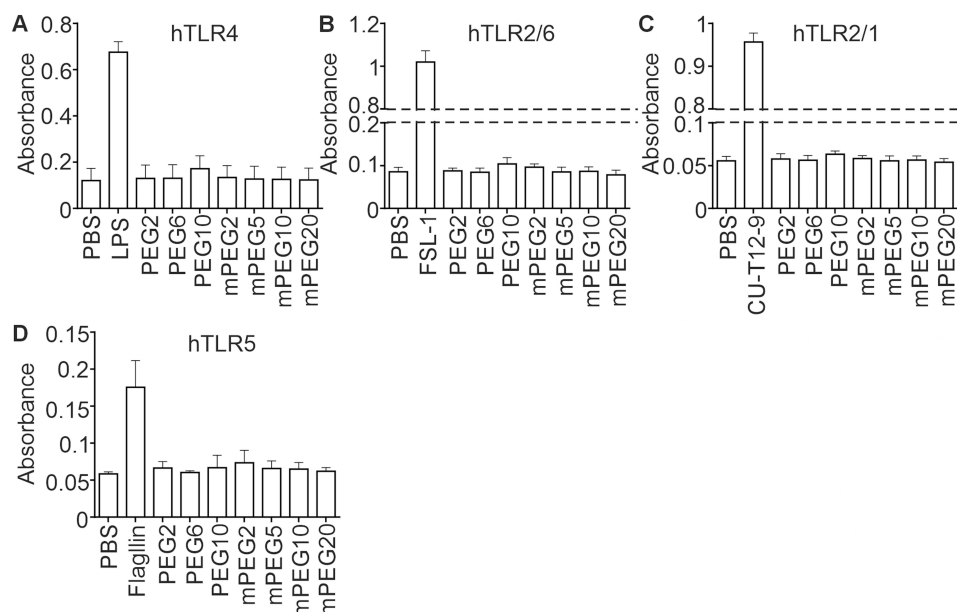 A
hTLR4
Absorbance
0.8
0.6
0.4
0.2
0
PBS
LPS
PEG2
PEG6
PEG10
mPEG2
mPEG5
mPEG10
mPEG20
B
hTLR2/6
Absorbance
1.2
1
0.8
0.2
0.1
0
PBS
FSL-1
PEG2
PEG6
PEG10
mPEG2
mPEG5
mPEG10
mPEG20
C
hTLR2/1
Absorbance
1
0.9
0.8
0.1
0.05
0
PBS
CU-T12-9
PEG2
PEG6
PEG10
mPEG2
mPEG5
mPEG10
mPEG20
D
hTLR5
Absorbance
0.15
0.2
0.15
0.1
0.05
0
PBS
Flagllin
PEG2
PEG6
PEG10
mPEG2
mPEG5
mPEG10
mPEG20